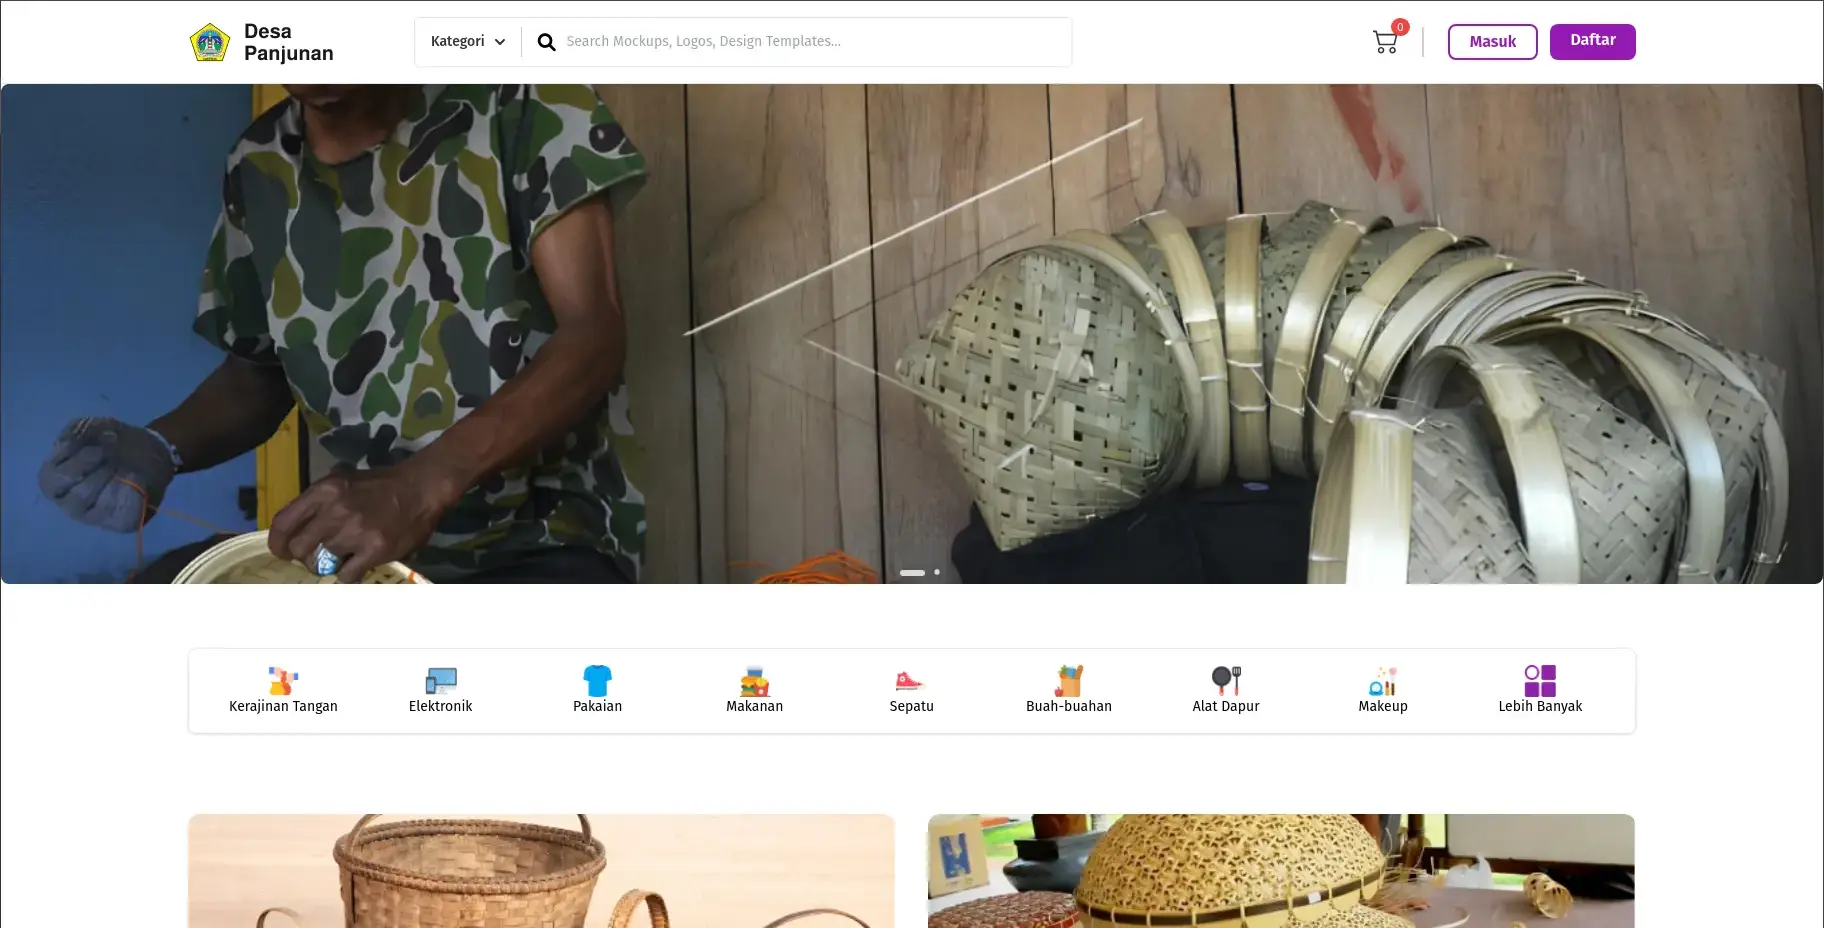 Desa
Panjunan
Kategori
Search Mockups, Logos, Design Templates...
0
Masuk
Daftar
Kerajinan Tangan
Elektronik
Pakaian
Makanan
Sepatu
Buah-buahan
Alat Dapur
Makeup
Lebih Banyak